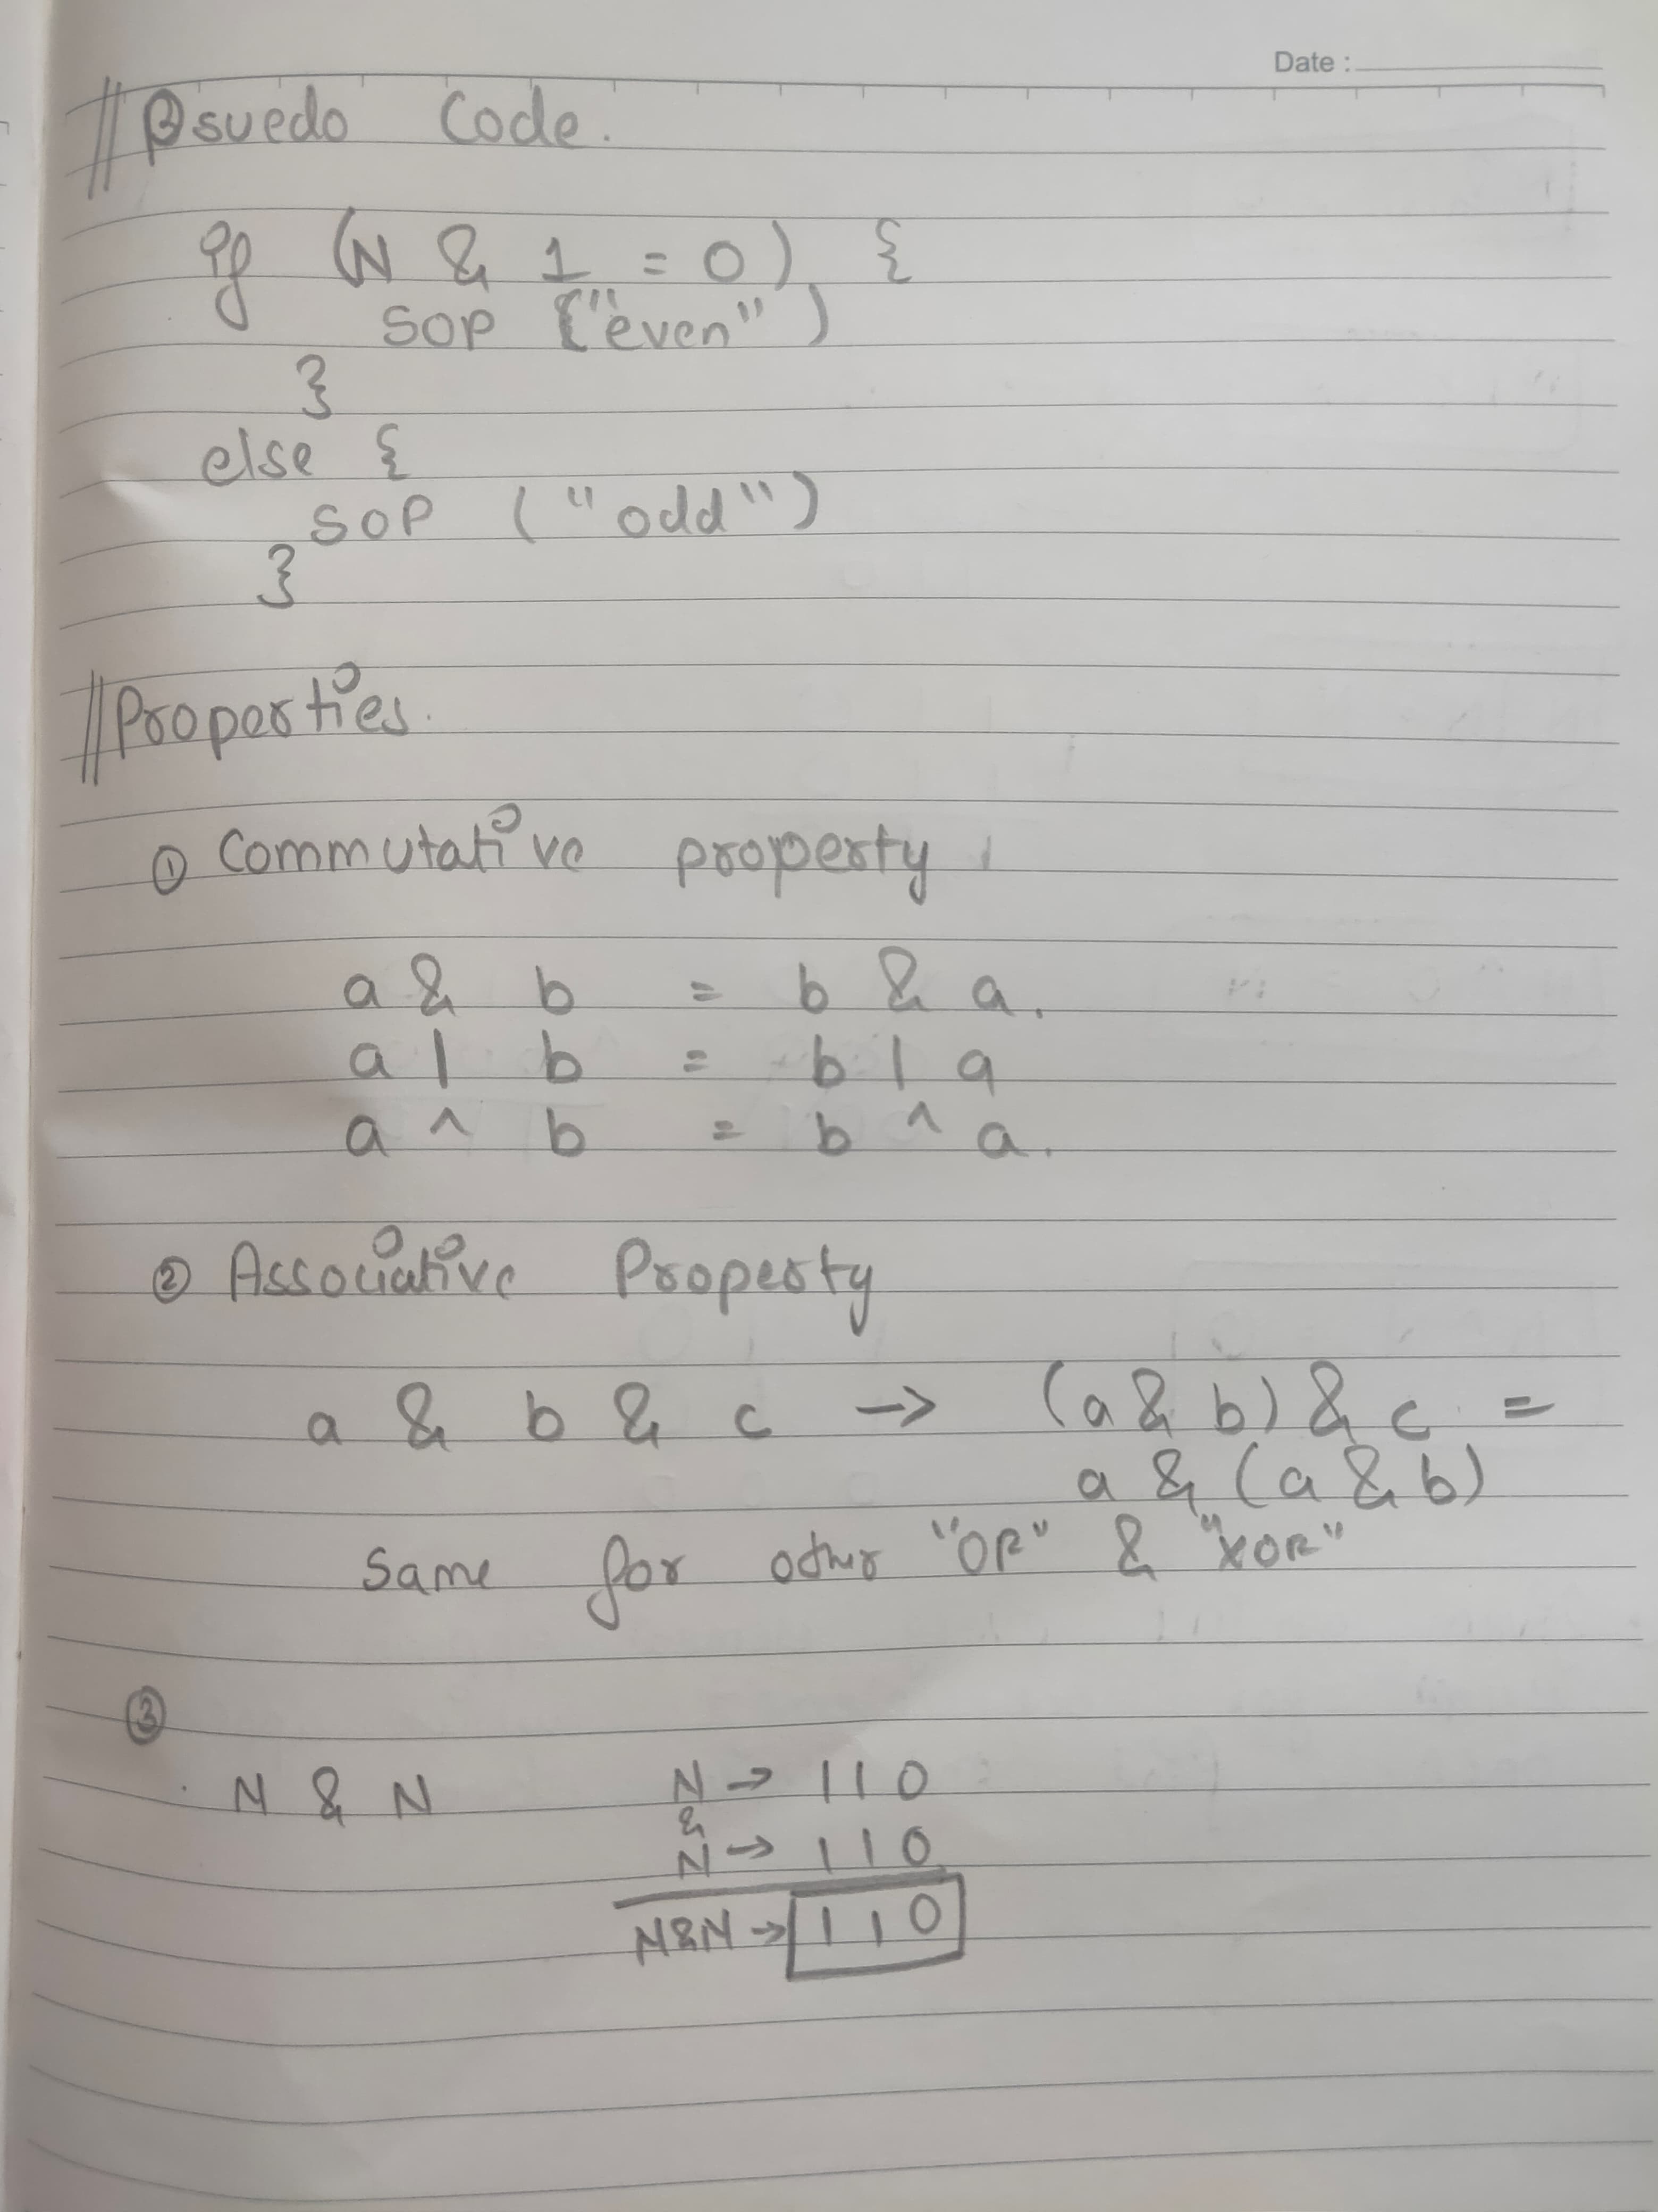 Date :
// Psuedo Code.
if (N & 1 = 0) {
sop ("even")
}
else {
sop ("odd")
}
// Properties.
① Commutative property
a & b = b & a.
a | b = b | a
a ^ b = b ^ a.
② Associative Property
a & b & c -> (a & b) & c =
a & (a & b)
Same for other "OR" & "XOR"
③
N & N N -> 110
&
N -> 110
N&N -> 110